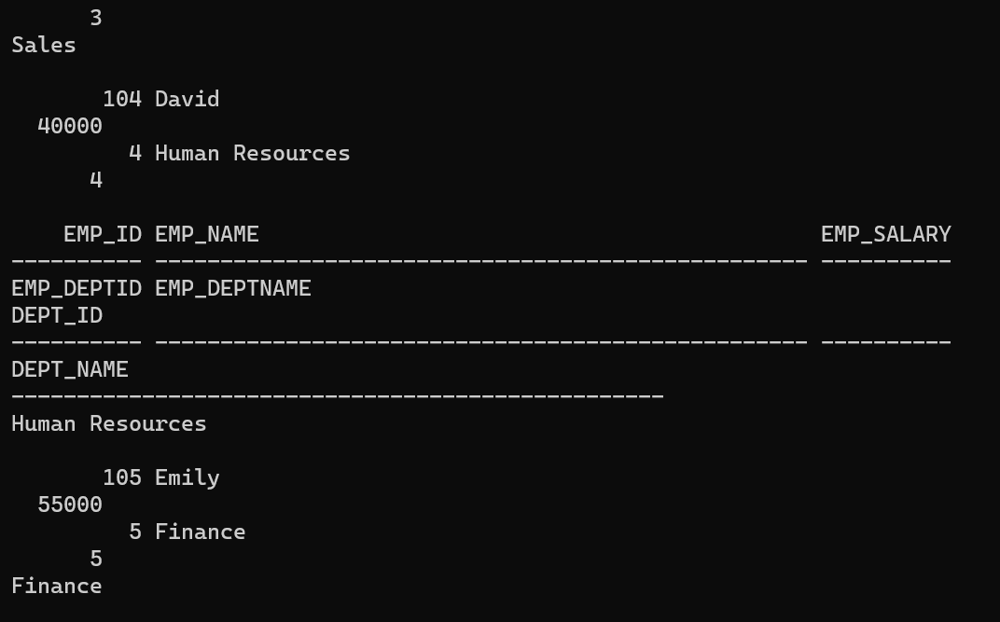 3
Sales

       104 David
  40000
         4 Human Resources
      4

    EMP_ID EMP_NAME                                           EMP_SALARY
---------- -------------------------------------------------- ----------
EMP_DEPTID EMP_DEPTNAME
DEPT_ID
---------- -------------------------------------------------- ----------
DEPT_NAME
--------------------------------------------------
Human Resources

       105 Emily
  55000
         5 Finance
      5
Finance